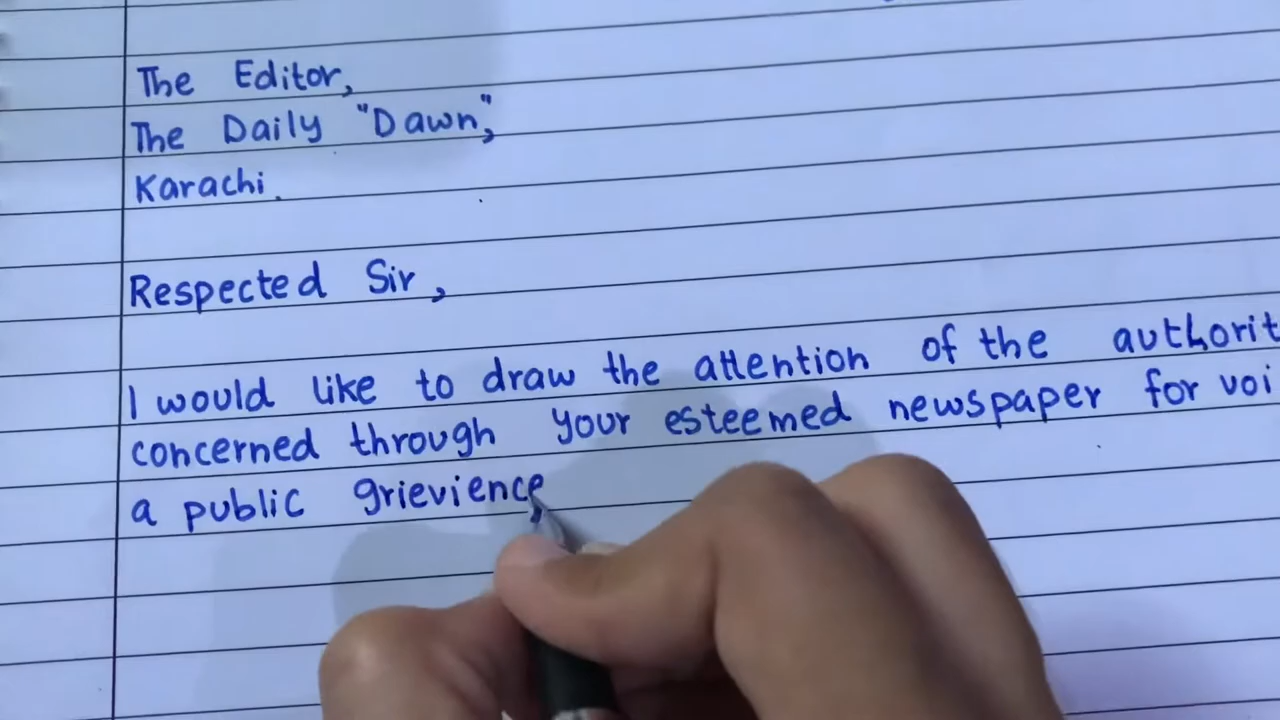 The Editor,
The Daily "Dawn",
Karachi.
Respected Sir,
I would like to draw the attention of the authorit
concerned through your esteemed newspaper for voi
a public grievience